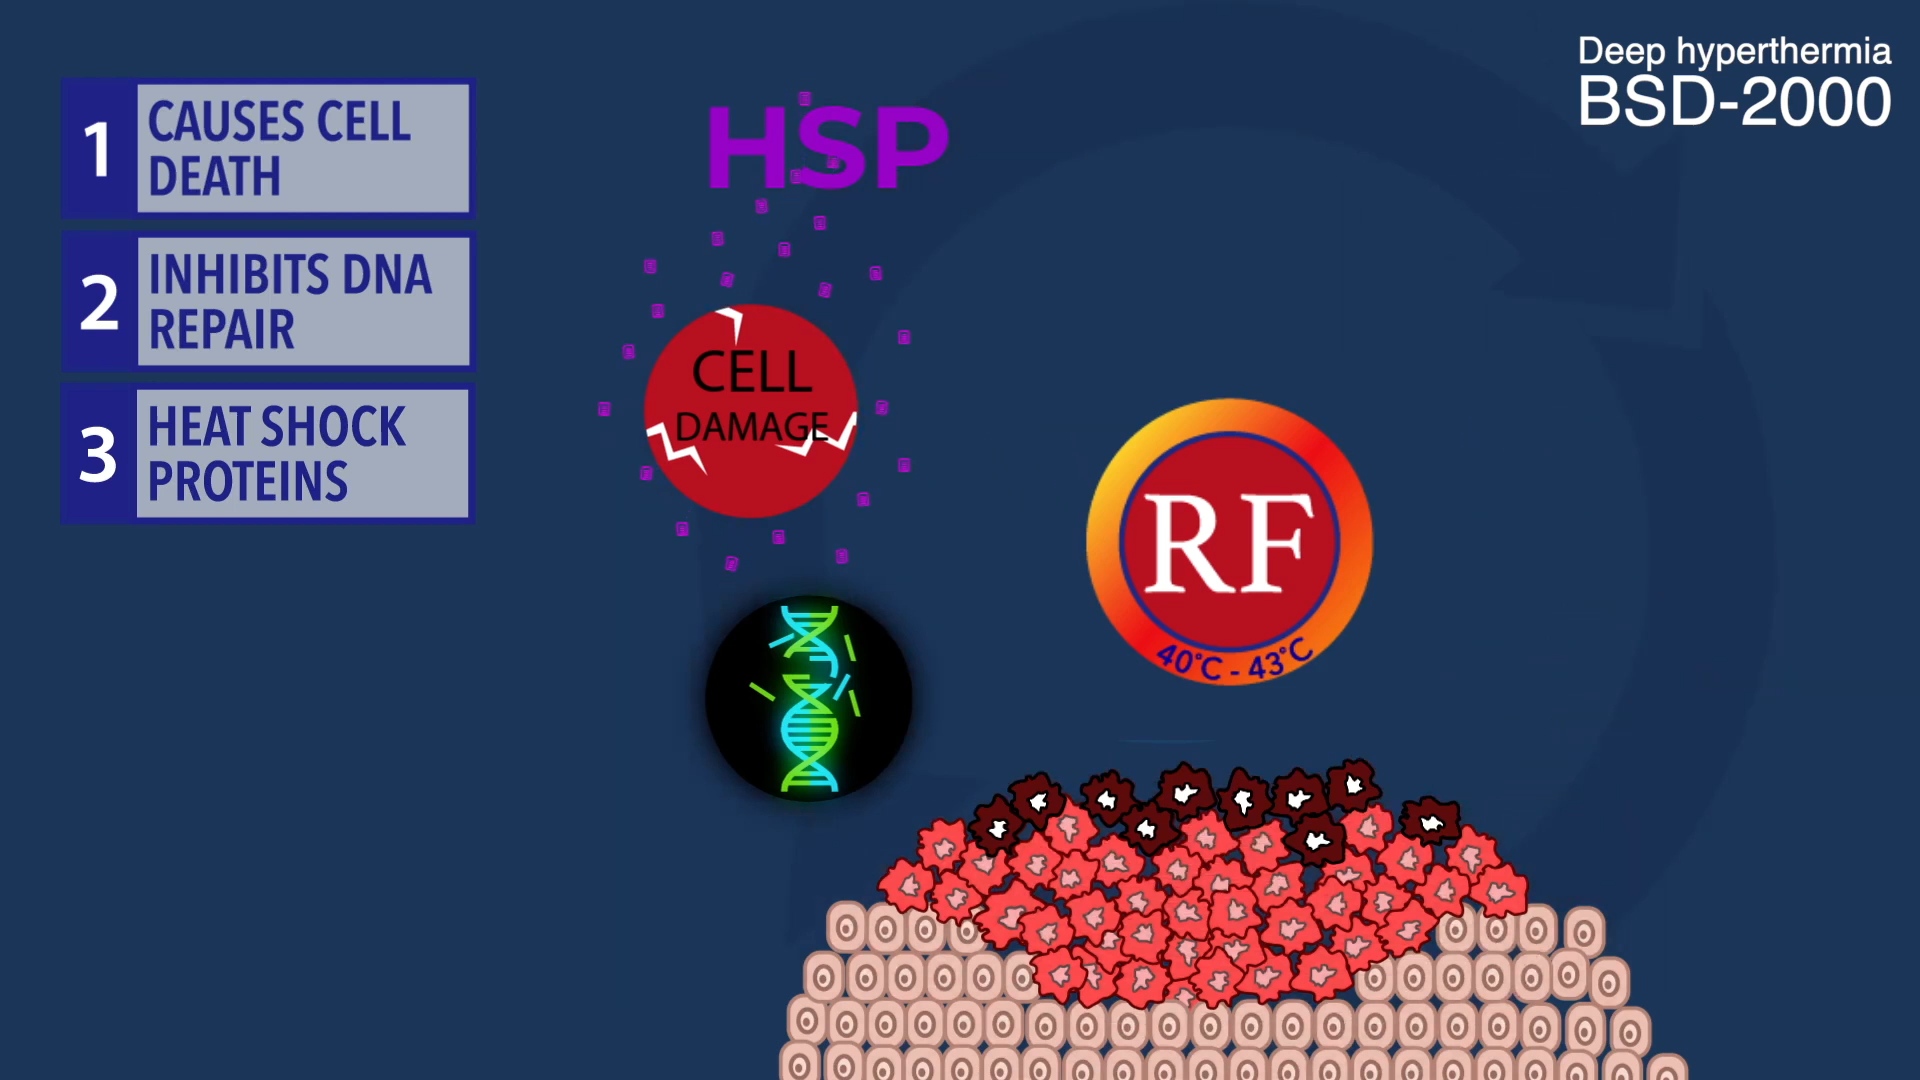 Deep hyperthermia
BSD-2000
1 CAUSES CELL
DEATH
2 INHIBITS DNA
REPAIR
3 HEAT SHOCK
PROTEINS
HSP
CELL
DAMAGE
RF
40°C - 43°C